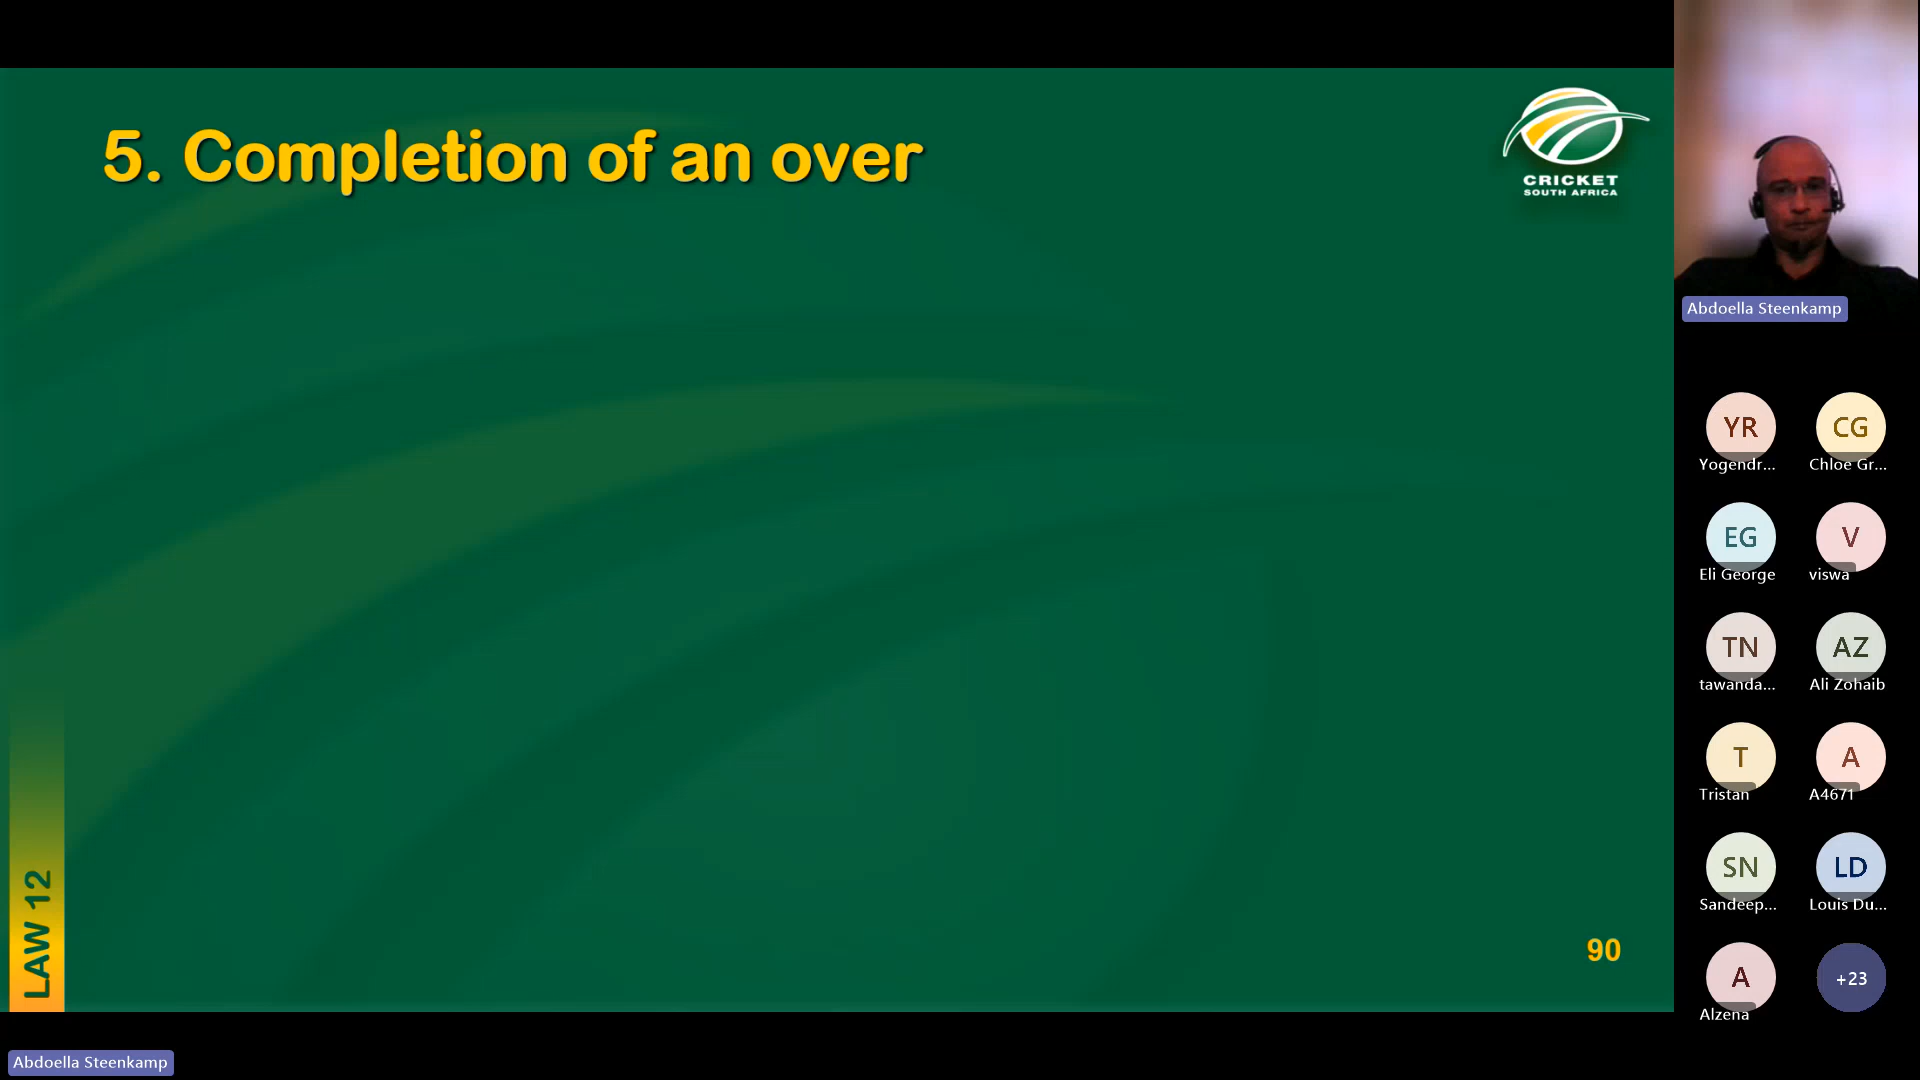 5. Completion of an over
CRICKET
SOUTH AFRICA
LAW 12
90
Abdoella Steenkamp
Abdoella Steenkamp
YR
Yogendr...
CG
Chloe Gr...
EG
Eli George
V
viswa
TN
tawanda...
AZ
Ali Zohaib
T
Tristan
A
A4671
SN
Sandeep...
LD
Louis Du...
A
Alzena
+23